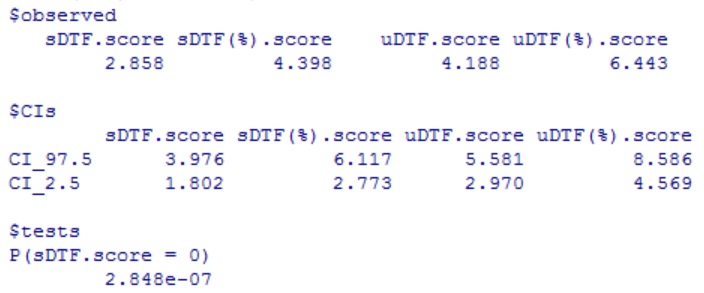 $observed
sDTF.score sDTF(%).score uDTF.score uDTF(%).score
2.858 4.398 4.188 6.443
$CIs
sDTF.score sDTF(%).score uDTF.score uDTF(%).score
CI_97.5 3.976 6.117 5.581 8.586
CI_2.5 1.802 2.773 2.970 4.569
$tests
P(sDTF.score = 0)
2.848e-07